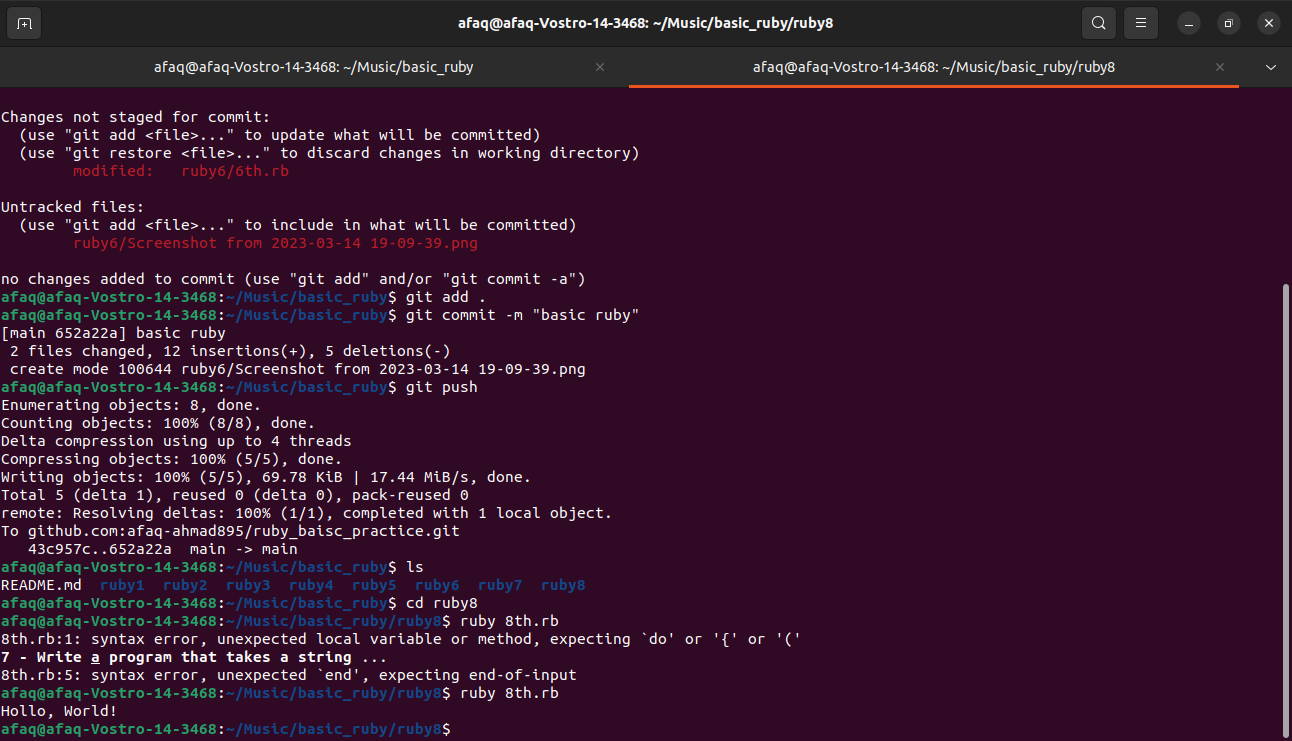 afaq@afaq-Vostro-14-3468: ~/Music/basic_ruby/ruby8
afaq@afaq-Vostro-14-3468: ~/Music/basic_ruby
afaq@afaq-Vostro-14-3468: ~/Music/basic_ruby/ruby8
Changes not staged for commit:
  (use "git add <file>..." to update what will be committed)
  (use "git restore <file>..." to discard changes in working directory)
        modified:   ruby6/6th.rb
Untracked files:
  (use "git add <file>..." to include in what will be committed)
        ruby6/Screenshot from 2023-03-14 19-09-39.png
no changes added to commit (use "git add" and/or "git commit -a")
afaq@afaq-Vostro-14-3468:~/Music/basic_ruby$ git add .
afaq@afaq-Vostro-14-3468:~/Music/basic_ruby$ git commit -m "basic ruby"
[main 652a22a] basic ruby
 2 files changed, 12 insertions(+), 5 deletions(-)
 create mode 100644 ruby6/Screenshot from 2023-03-14 19-09-39.png
afaq@afaq-Vostro-14-3468:~/Music/basic_ruby$ git push
Enumerating objects: 8, done.
Counting objects: 100% (8/8), done.
Delta compression using up to 4 threads
Compressing objects: 100% (5/5), done.
Writing objects: 100% (5/5), 69.78 KiB | 17.44 MiB/s, done.
Total 5 (delta 1), reused 0 (delta 0), pack-reused 0
remote: Resolving deltas: 100% (1/1), completed with 1 local object.
To github.com:afaq-ahmad895/ruby_baisc_practice.git
   43c957c..652a22a  main -> main
afaq@afaq-Vostro-14-3468:~/Music/basic_ruby$ ls
README.md  ruby1  ruby2  ruby3  ruby4  ruby5  ruby6  ruby7  ruby8
afaq@afaq-Vostro-14-3468:~/Music/basic_ruby$ cd ruby8
afaq@afaq-Vostro-14-3468:~/Music/basic_ruby/ruby8$ ruby 8th.rb
8th.rb:1: syntax error, unexpected local variable or method, expecting `do' or '{' or '('
7 - Write a program that takes a string ...
8th.rb:5: syntax error, unexpected `end', expecting end-of-input
afaq@afaq-Vostro-14-3468:~/Music/basic_ruby/ruby8$ ruby 8th.rb
Hollo, World!
afaq@afaq-Vostro-14-3468:~/Music/basic_ruby/ruby8$